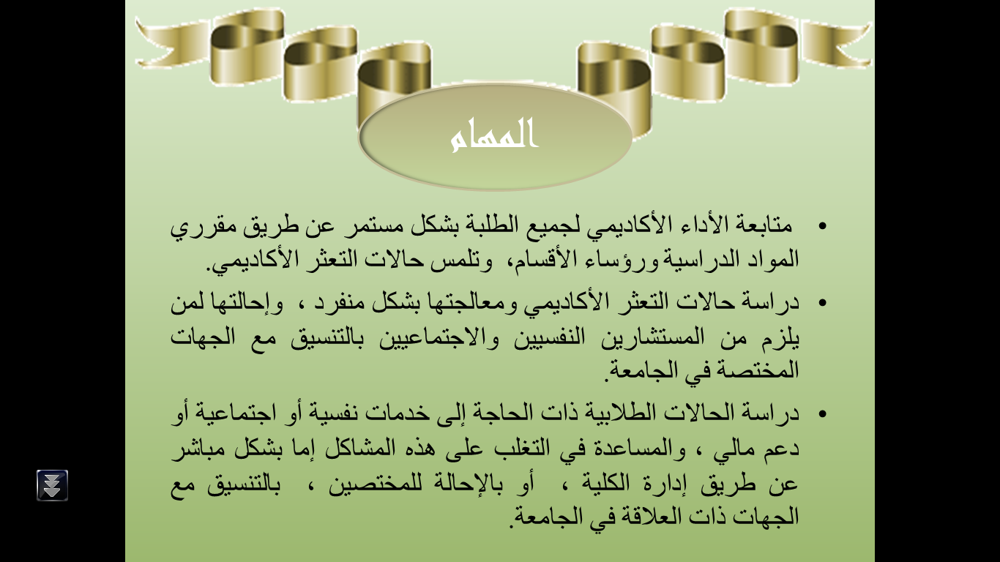 المهام
• متابعة الأداء الأكاديمي لجميع الطلبة بشكل مستمر عن طريق مقرري
المواد الدراسية ورؤساء الأقسام، وتلمس حالات التعثر الأكاديمي.
• دراسة حالات التعثر الأكاديمي ومعالجتها بشكل منفرد ، وإحالتها لمن
يلزم من المستشارين النفسيين والاجتماعيين بالتنسيق مع الجهات
المختصة في الجامعة.
• دراسة الحالات الطلابية ذات الحاجة إلى خدمات نفسية أو اجتماعية أو
دعم مالي ، والمساعدة في التغلب على هذه المشاكل إما بشكل مباشر
عن طريق إدارة الكلية ، أو بالإحالة للمختصين ، بالتنسيق مع
الجهات ذات العلاقة في الجامعة.